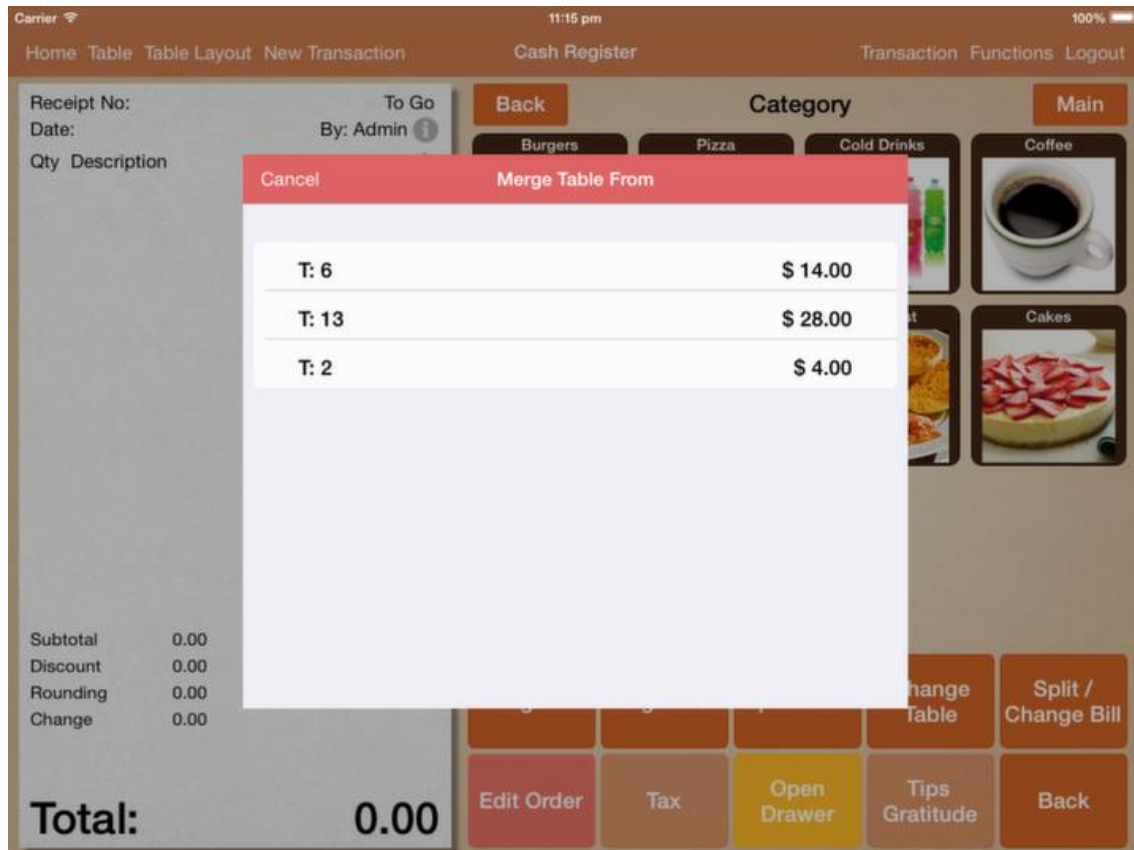 Carrier 11:15 pm 100%
Home Table Table Layout New Transaction Cash Register Transaction Functions Logout
Receipt No: To Go
Date: By: Admin
Qty Description
Back Category Main
Burgers Pizza Cold Drinks Coffee
Cancel Merge Table From
T: 6 $ 14.00
T: 13 $ 28.00
T: 2 $ 4.00
Cakes
Subtotal 0.00
Discount 0.00
Rounding 0.00
Change 0.00
Total: 0.00
hange
Table
Split /
Change Bill
Edit Order
Tax
Open
Drawer
Tips
Gratitude
Back